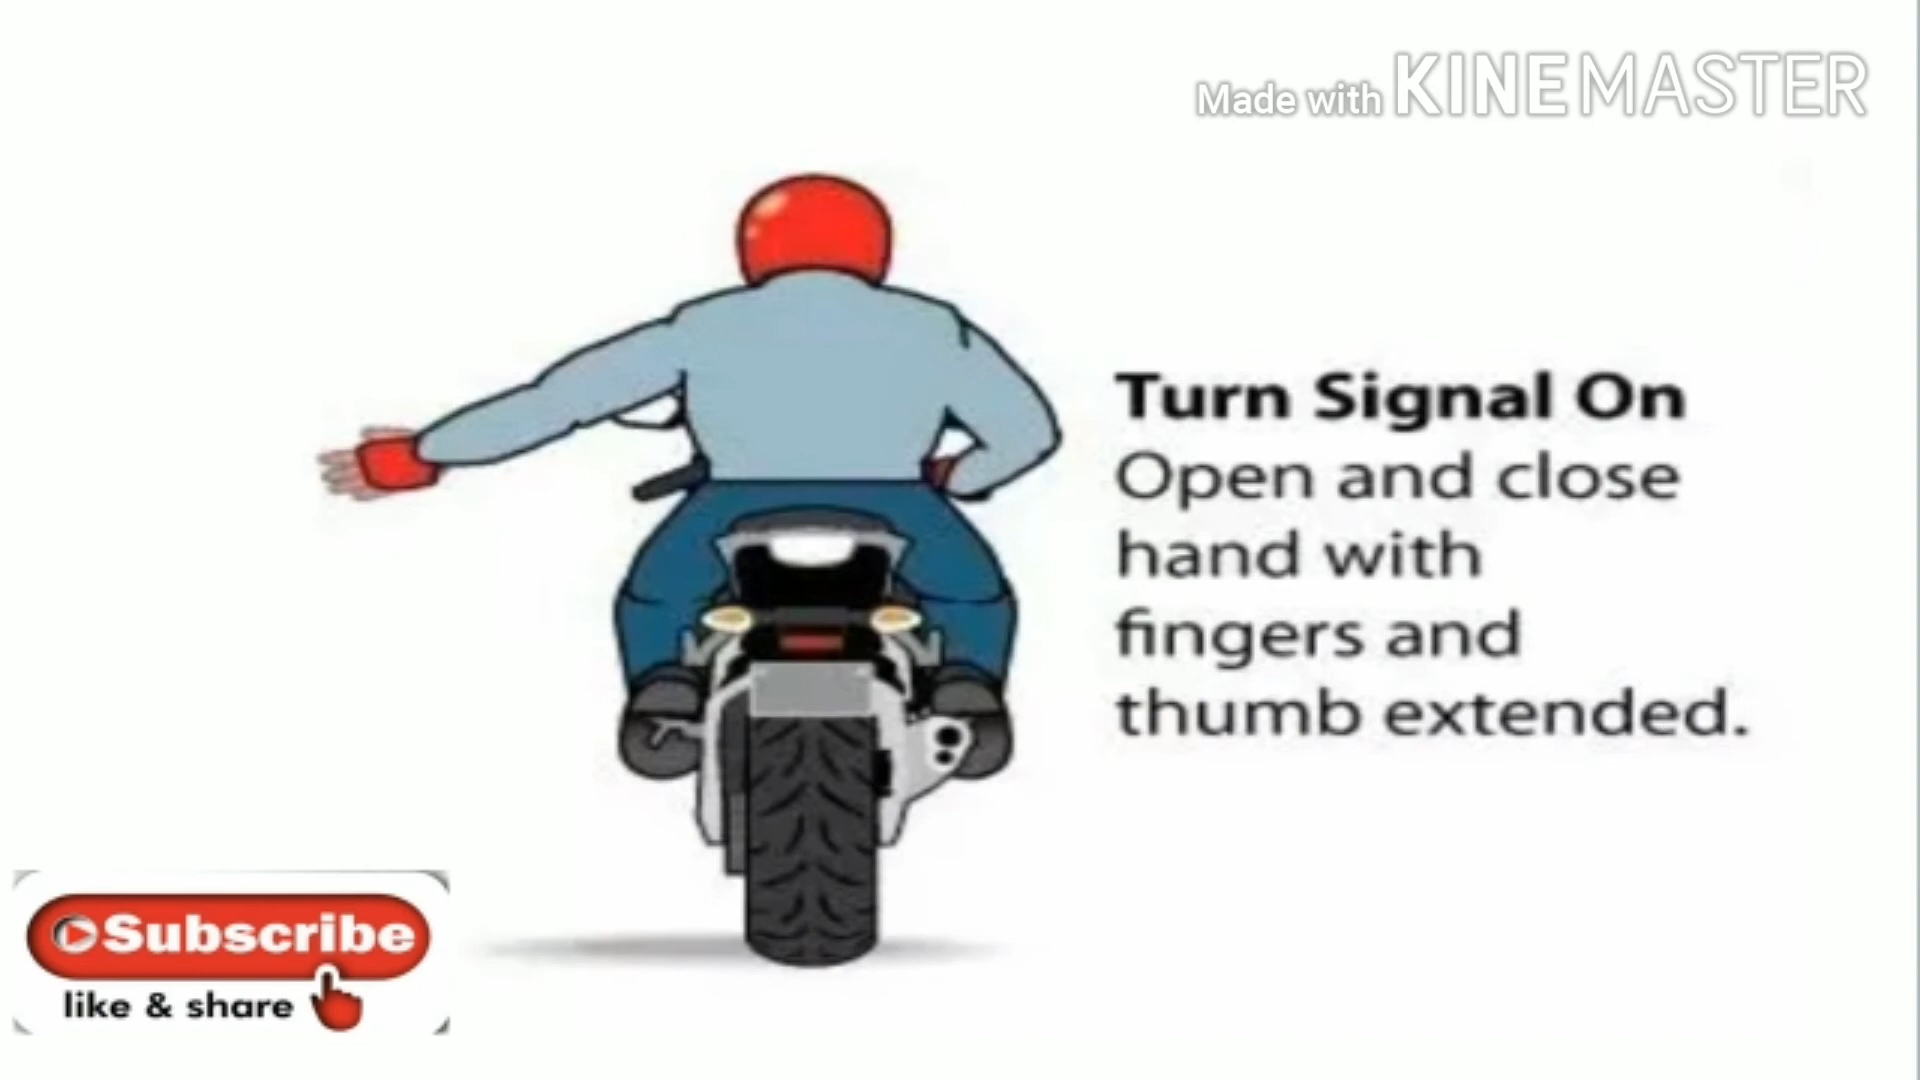 Made with KINEMASTER
Turn Signal On
Open and close
hand with
fingers and
thumb extended.
Subscribe
like & share